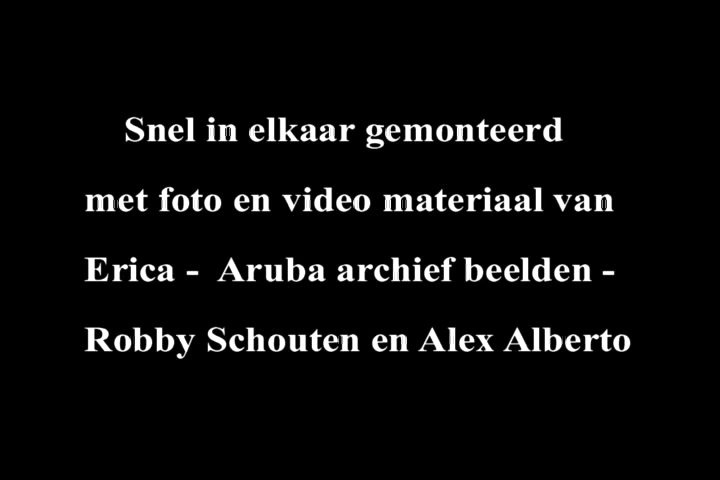 Snel in elkaar gemonteerd
met foto en video materiaal van
Erica -  Aruba archief beelden -
Robby Schouten en Alex Alberto